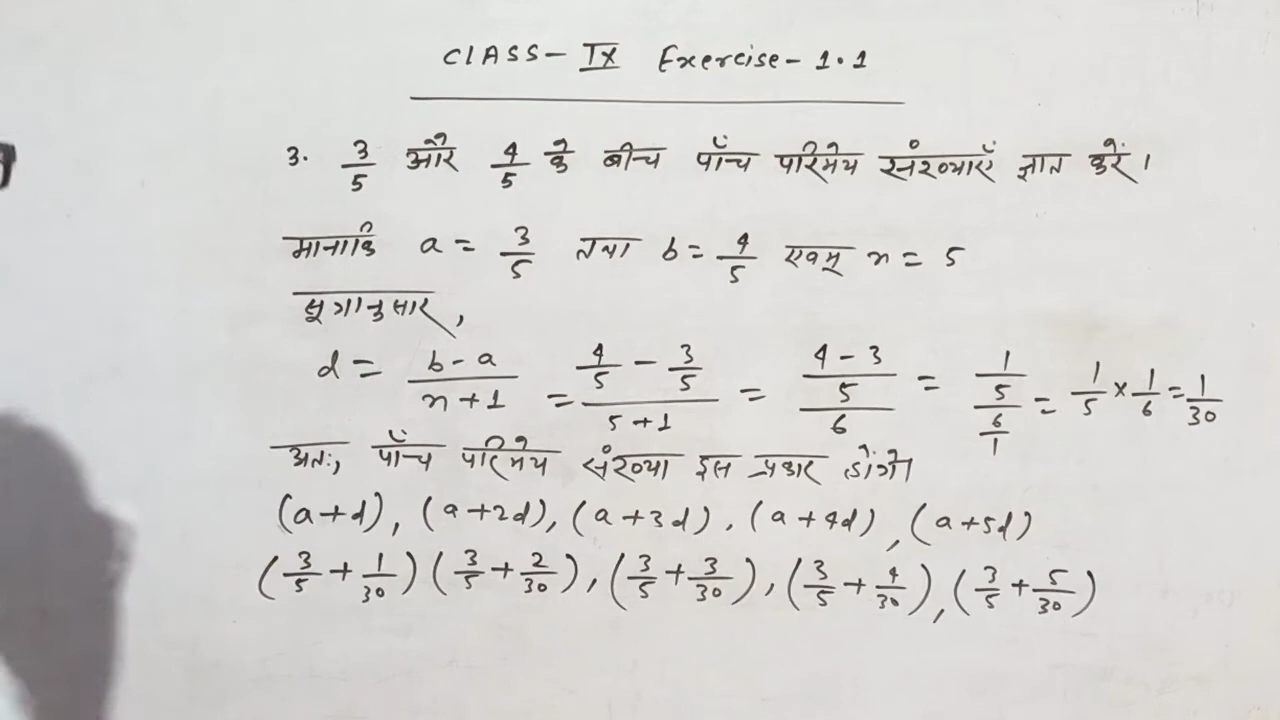 CLASS- IX Exercise- 1.1
3. 3/5 और 4/5 के बीच पाँच परिमेय संख्याएँ ज्ञात करें।
मानाकि a = 3/5 तथा b = 4/5 एवम् n = 5
सूत्रानुसार,
d = (b-a)/(n+1) = (4/5 - 3/5)/(5+1) = ((4-3)/5)/6 = (1/5)/(6/1) = 1/5 × 1/6 = 1/30
अतः, पाँच परिमेय संख्या इस प्रकार होंगे।
(a+d), (a+2d), (a+3d), (a+4d), (a+5d)
(3/5 + 1/30) (3/5 + 2/30), (3/5 + 3/30), (3/5 + 4/30), (3/5 + 5/30)